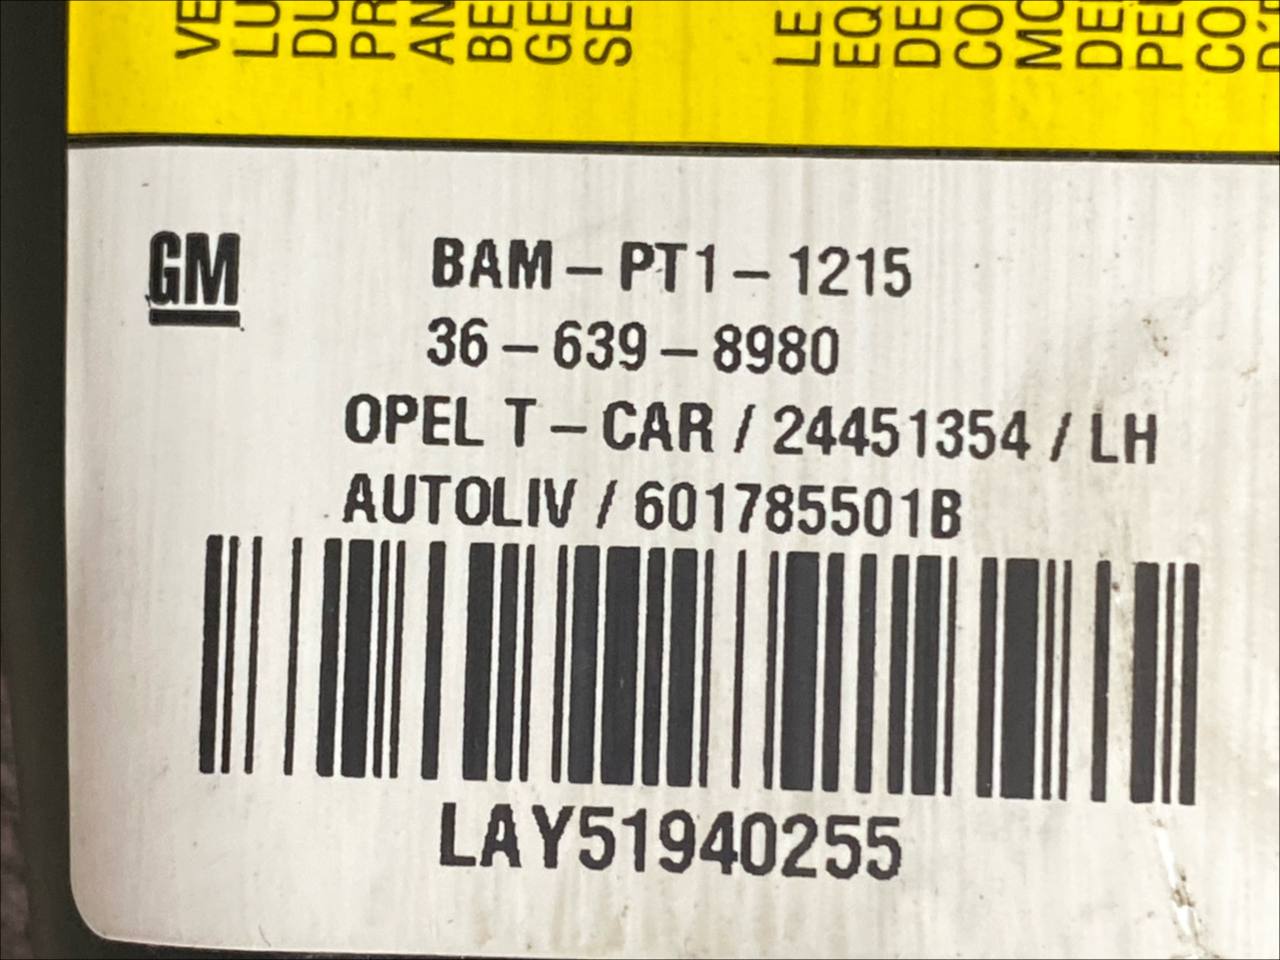 GM
BAM – PT1 – 1215
36 – 639 – 8980
OPEL T – CAR / 24451354 / LH
AUTOLIV / 601785501B
LAY51940255